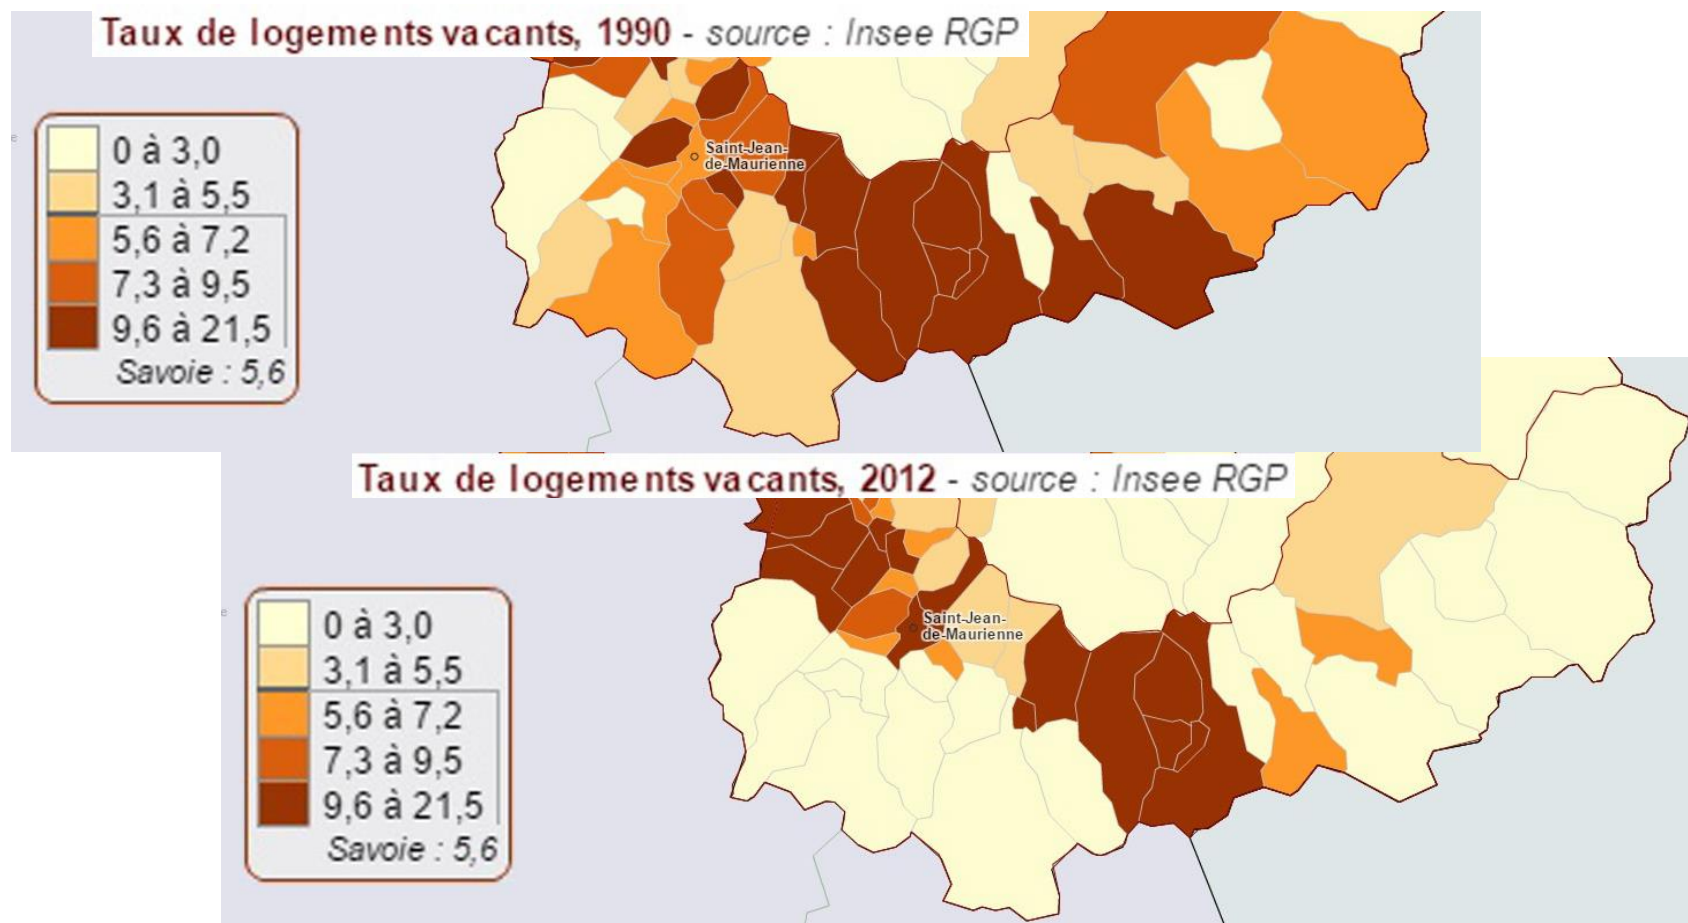 Taux de logements vacants, 1990 - source : Insee RGP
0 à 3,0
3,1 à 5,5
5,6 à 7,2
7,3 à 9,5
9,6 à 21,5
Savoie : 5,6
Saint-Jean-
de-Maurienne
Taux de logements vacants, 2012 - source : Insee RGP
0 à 3,0
3,1 à 5,5
5,6 à 7,2
7,3 à 9,5
9,6 à 21,5
Savoie : 5,6
Saint-Jean-
de-Maurienne